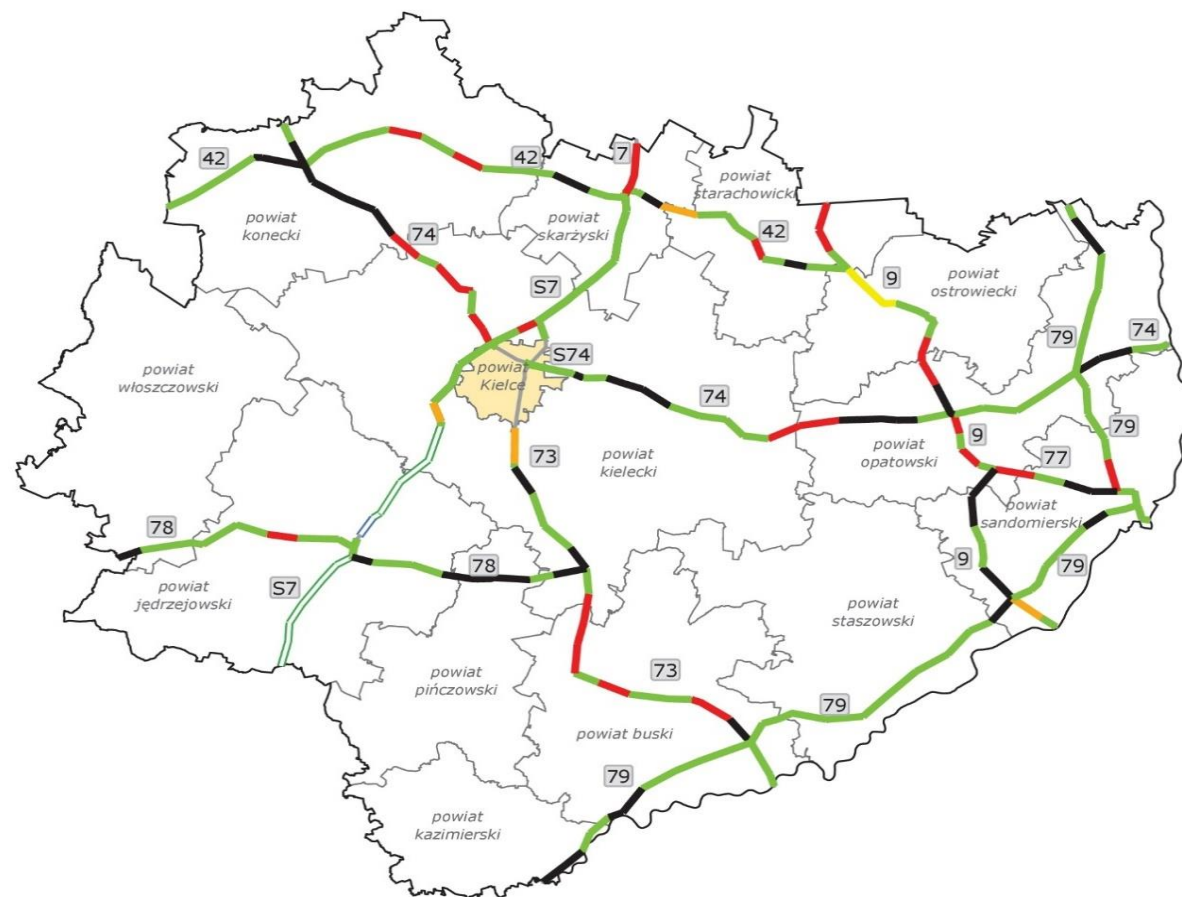 7
42
42
powiat
starachowicki
powiat
konecki
powiat
skarżyski
74
42
S7
9
powiat
ostrowiecki
79
74
S74
powiat
włoszczowski
powiat
Kielce
74
79
9
77
73
powiat
kielecki
powiat
opatowski
powiat
sandomierski
78
78
9
79
S7
powiat
jędrzejowski
powiat
staszowski
powiat
pińczowski
73
79
powiat buski
79
powiat
kazimierski